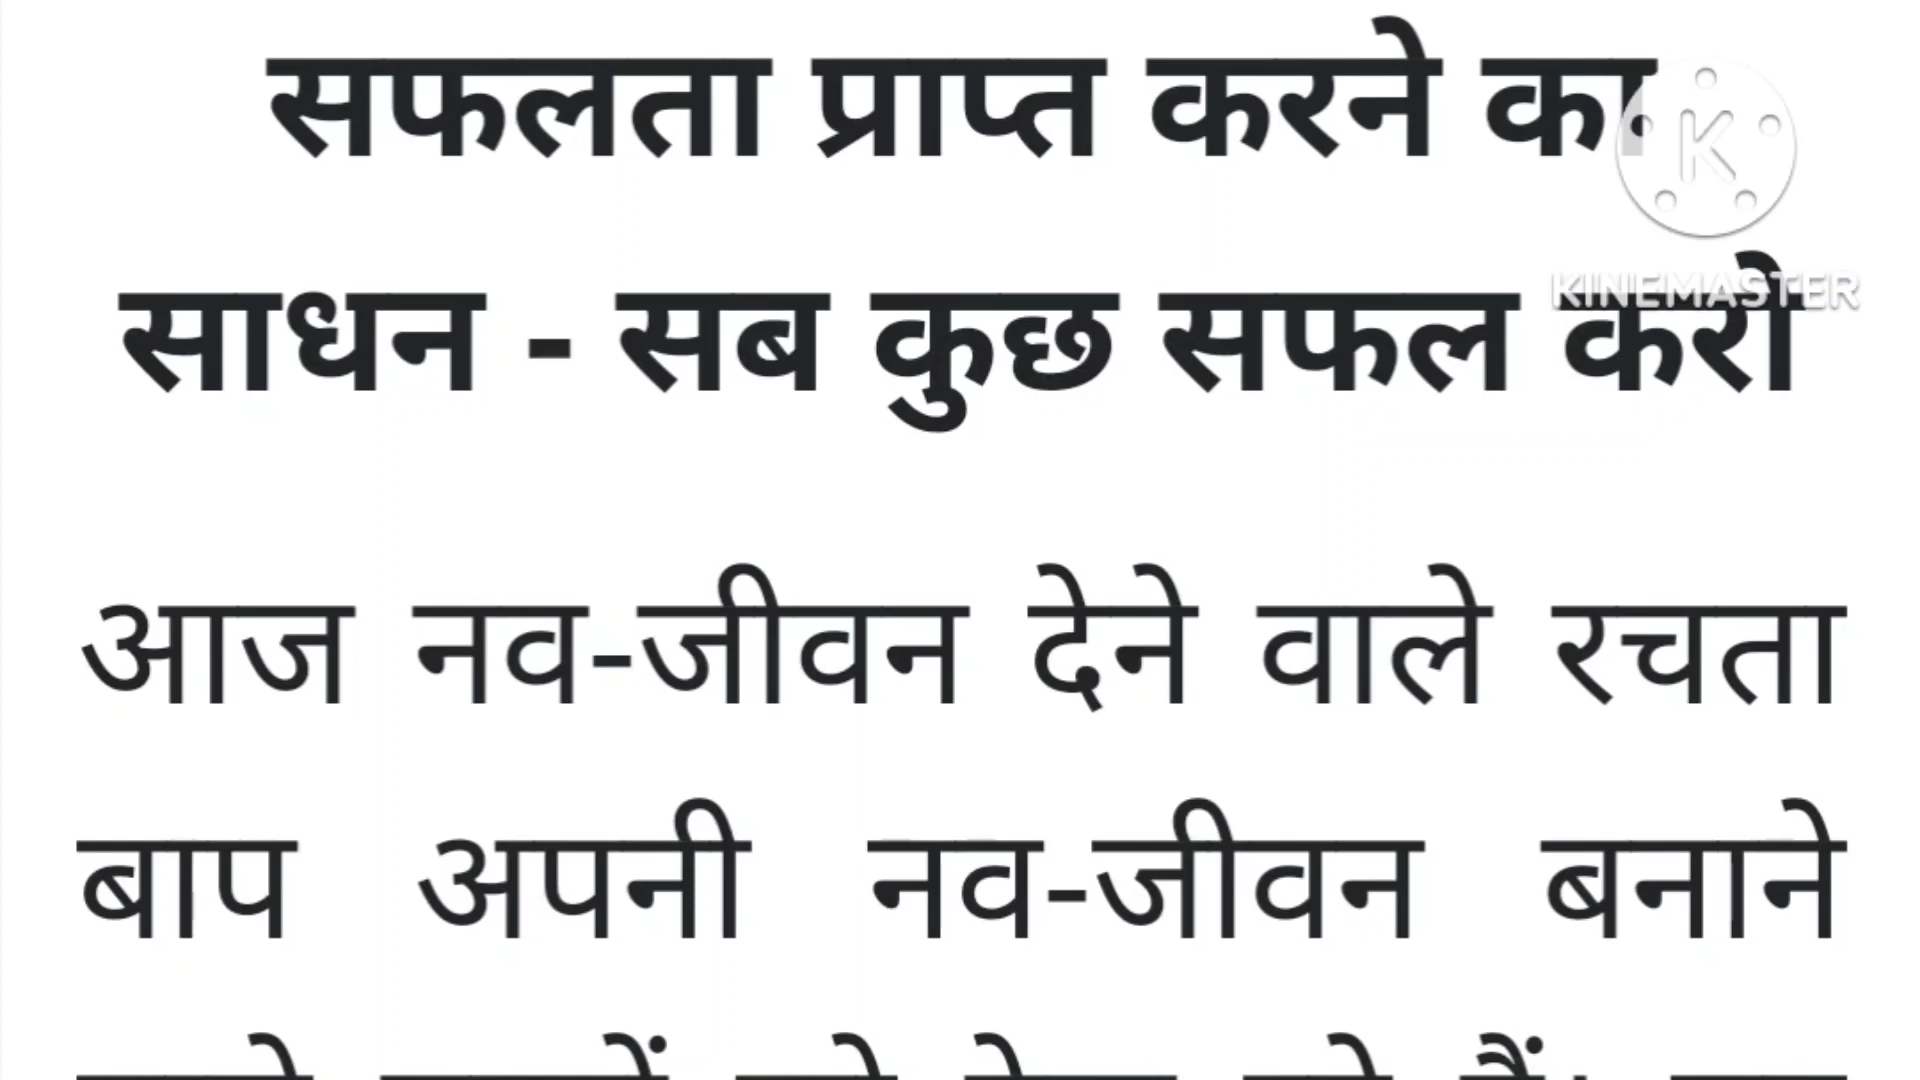 सफलता प्राप्त करने का
साधन - सब कुछ सफल करो
KINEMASTER
आज नव-जीवन देने वाले रचता
बाप अपनी नव-जीवन बनाने